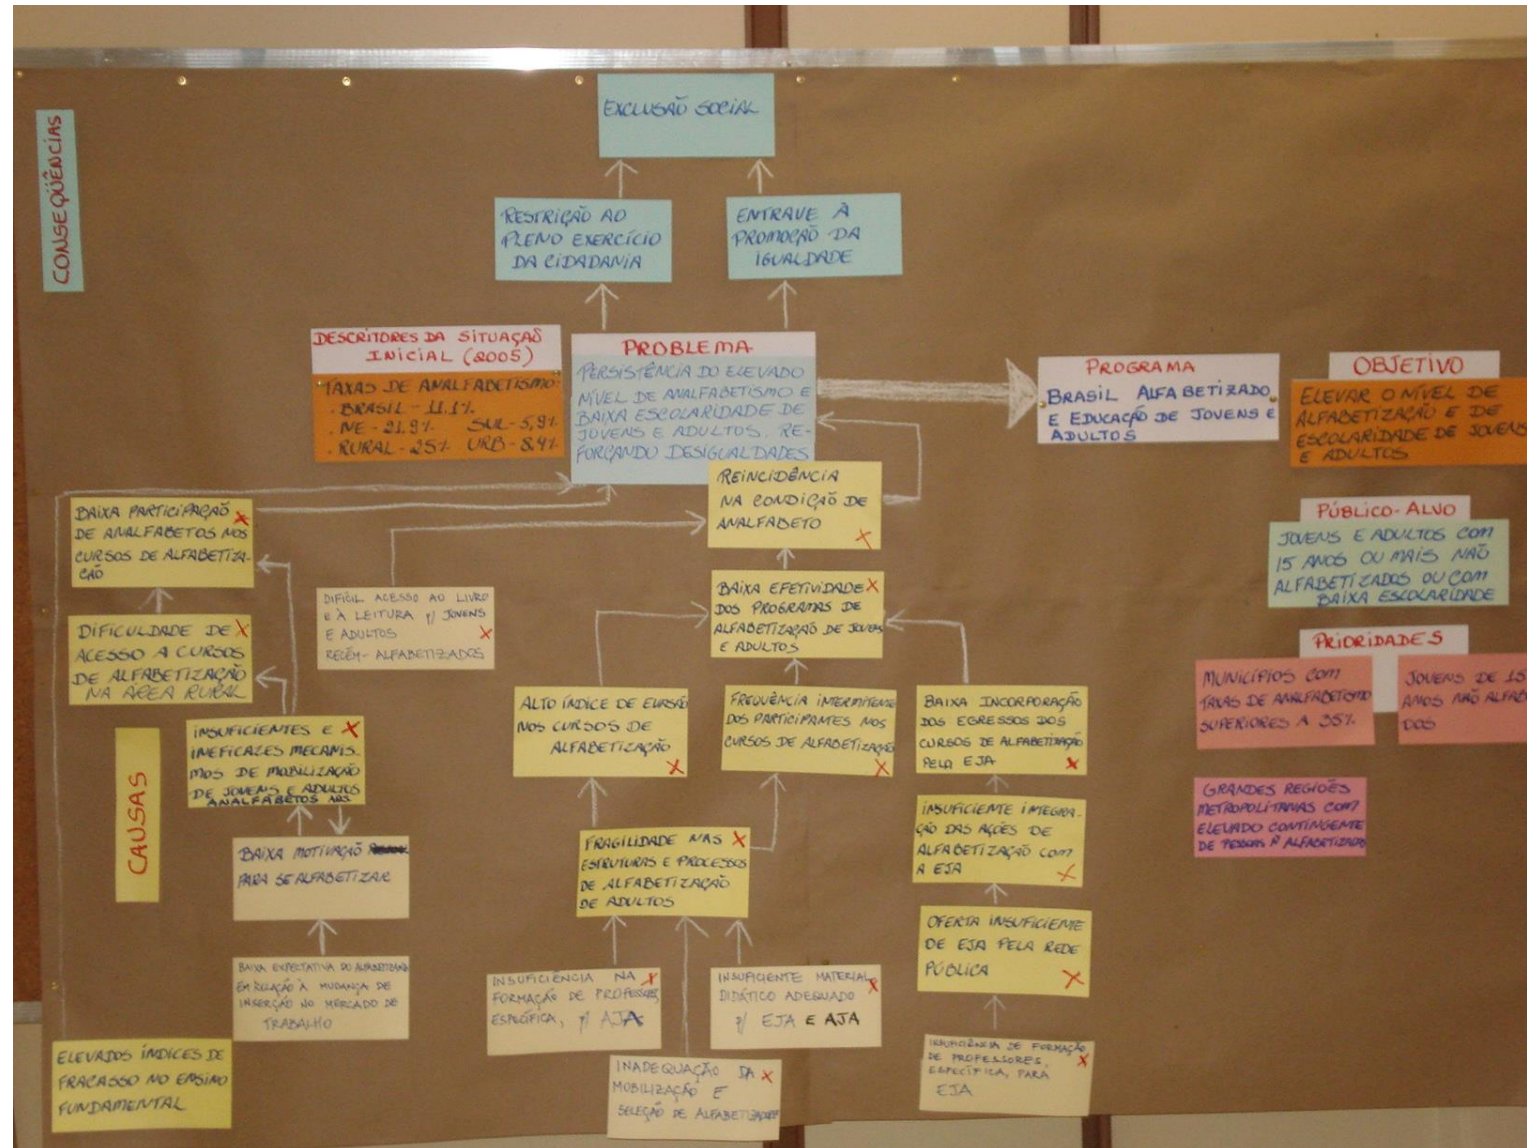 CONSEQÜÊNCIAS
EXCLUSÃO SOCIAL
RESTRIÇÃO AO
PLENO EXERCÍCIO
DA CIDADANIA
ENTRAVE À
PROMOÇÃO DA
IGUALDADE
DESCRITORES DA SITUAÇÃO
INICIAL (2005)
TAXAS DE ANALFABETISMO:
. BRASIL - 11,1%
. NE - 21,9% SUL - 5,9%
. RURAL - 25% URB - 8,4%
PROBLEMA
PERSISTÊNCIA DO ELEVADO
NÍVEL DE ANALFABETISMO E
BAIXA ESCOLARIDADE DE
JOVENS E ADULTOS, RE-
FORÇANDO DESIGUALDADES
PROGRAMA
BRASIL ALFABETIZADO
E EDUCAÇÃO DE JOVENS E
ADULTOS
OBJETIVO
ELEVAR O NÍVEL DE
ALFABETIZAÇÃO E DE
ESCOLARIDADE DE JOVENS
E ADULTOS
PÚBLICO-ALVO
JOVENS E ADULTOS COM
15 ANOS OU MAIS NÃO
ALFABETIZADOS OU COM
BAIXA ESCOLARIDADE
PRIORIDADES
MUNICÍPIOS COM
TAXAS DE ANALFABETISMO
SUPERIORES A 35%
JOVENS DE 15
ANOS NÃO ALFABE
DOS
GRANDES REGIÕES
METROPOLITANAS COM
ELEVADO CONTINGENTE
DE PESSOAS Ñ ALFABETIZADO
REINCIDÊNCIA
NA CONDIÇÃO DE
ANALFABETO
BAIXA PARTICIPAÇÃO
DE ANALFABETOS NOS
CURSOS DE ALFABETIZA-
ÇÃO
DIFICULDADE DE
ACESSO A CURSOS
DE ALFABETIZAÇÃO
NA ÁREA RURAL
DIFÍCIL ACESSO AO LIVRO
E À LEITURA P/ JOVENS
E ADULTOS
RECÉM-ALFABETIZADOS
BAIXA EFETIVIDADE
DOS PROGRAMAS DE
ALFABETIZAÇÃO DE JOVENS
E ADULTOS
INSUFICIENTES E
INEFICAZES MECANIS-
MOS DE MOBILIZAÇÃO
DE JOVENS E ADULTOS
ANALFABETOS AOS
ALTO ÍNDICE DE EVASÃO
NOS CURSOS DE
ALFABETIZAÇÃO
FREQUÊNCIA INTERMITENTE
DOS PARTICIPANTES NOS
CURSOS DE ALFABETIZAÇÃO
BAIXA INCORPORAÇÃO
DOS EGRESSOS DOS
CURSOS DE ALFABETIZAÇÃO
PELA EJA
CAUSAS
BAIXA MOTIVAÇÃO
PARA SE ALFABETIZAR
FRAGILIDADE NAS
ESTRUTURAS E PROCESSOS
DE ALFABETIZAÇÃO
DE ADULTOS
INSUFICIENTE INTEGRA-
ÇÃO DAS AÇÕES DE
ALFABETIZAÇÃO COM
A EJA
OFERTA INSUFICIENTE
DE EJA PELA REDE
PÚBLICA
BAIXA EXPECTATIVA DO ALFABETIZANDO
EM RELAÇÃO À MUDANÇA DE
INSERÇÃO NO MERCADO DE
TRABALHO
INSUFICIÊNCIA NA
FORMAÇÃO DE PROFESSORES
ESPECÍFICA, P/ AJA
INSUFICIENTE MATERIAL
DIDÁTICO ADEQUADO
P/ EJA E AJA
INSUFICIÊNCIA DE FORMAÇÃO
DE PROFESSORES,
ESPECÍFICA, PARA
EJA
ELEVADOS ÍNDICES DE
FRACASSO NO ENSINO
FUNDAMENTAL
INADEQUAÇÃO DA
MOBILIZAÇÃO E
SELEÇÃO DE